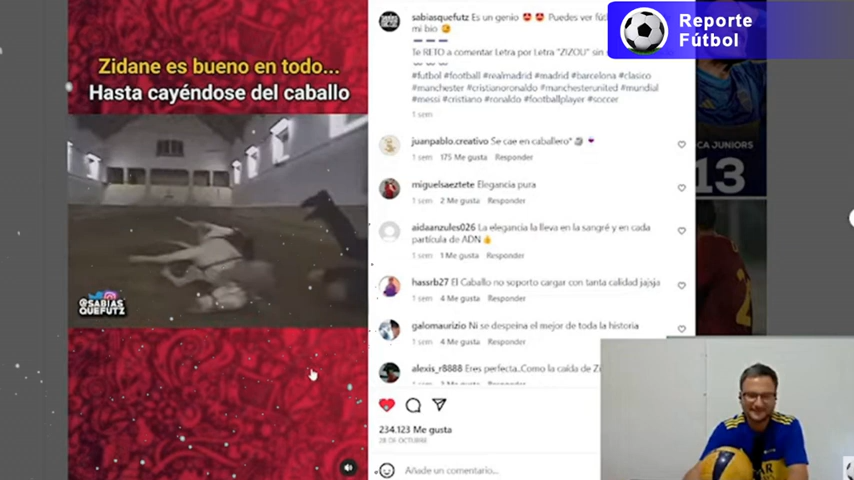 Reporte
Fútbol
Zidane es bueno en todo...
Hasta cayéndose del caballo
@SABIAS
QUEFUTZ
sabiasquefutz Es un genio 😍 😍 Puedes ver fút
mi bio 😉
Te RETO a comentar Letra por Letra "ZIZOU" sin
#futbol #football #realmadrid #madrid #barcelona #clasico
#manchester #cristianoronaldo #manchesterunited #mundial
#messi #cristiano #ronaldo #footballplayer #soccer
1 sem
juanpablo.creativo Se cae en caballero*
1 sem 175 Me gusta Responder
miguelsaeztete Elegancia pura
1 sem 2 Me gusta Responder
aidaanzules026 La elegancia la lleva en la sangré y en cada
partícula de ADN 👍
1 sem 1 Me gusta Responder
hassrb27 El Caballo no soporto cargar con tanta calidad jajsja
1 sem 4 Me gusta Responder
galomaurizio Ni se despeina el mejor de toda la historia
1 sem 4 Me gusta Responder
alexis_r8888 Eres perfecta..Como la caída de Zi
234.123 Me gusta
28 DE OCTUBRE
Añade un comentario...
CA JUNIORS
13